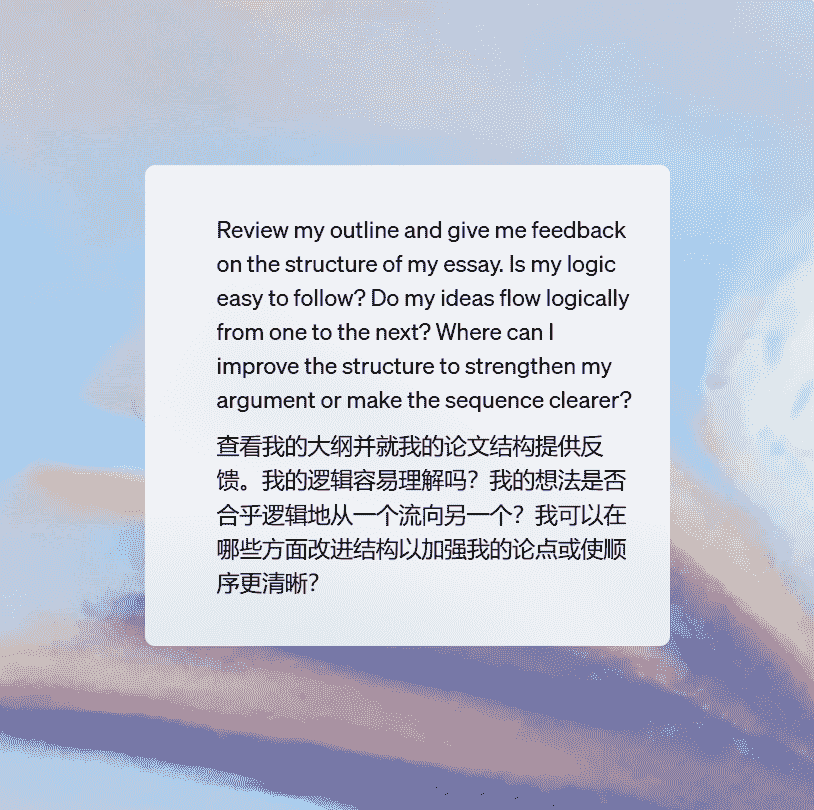 Review my outline and give me feedback
on the structure of my essay. Is my logic
easy to follow? Do my ideas flow logically
from one to the next? Where can I
improve the structure to strengthen my
argument or make the sequence clearer?
查看我的大纲并就我的论文结构提供反
馈。我的逻辑容易理解吗？我的想法是否
合乎逻辑地从一个流向另一个？我可以在
哪些方面改进结构以加强我的论点或使顺
序更清晰？